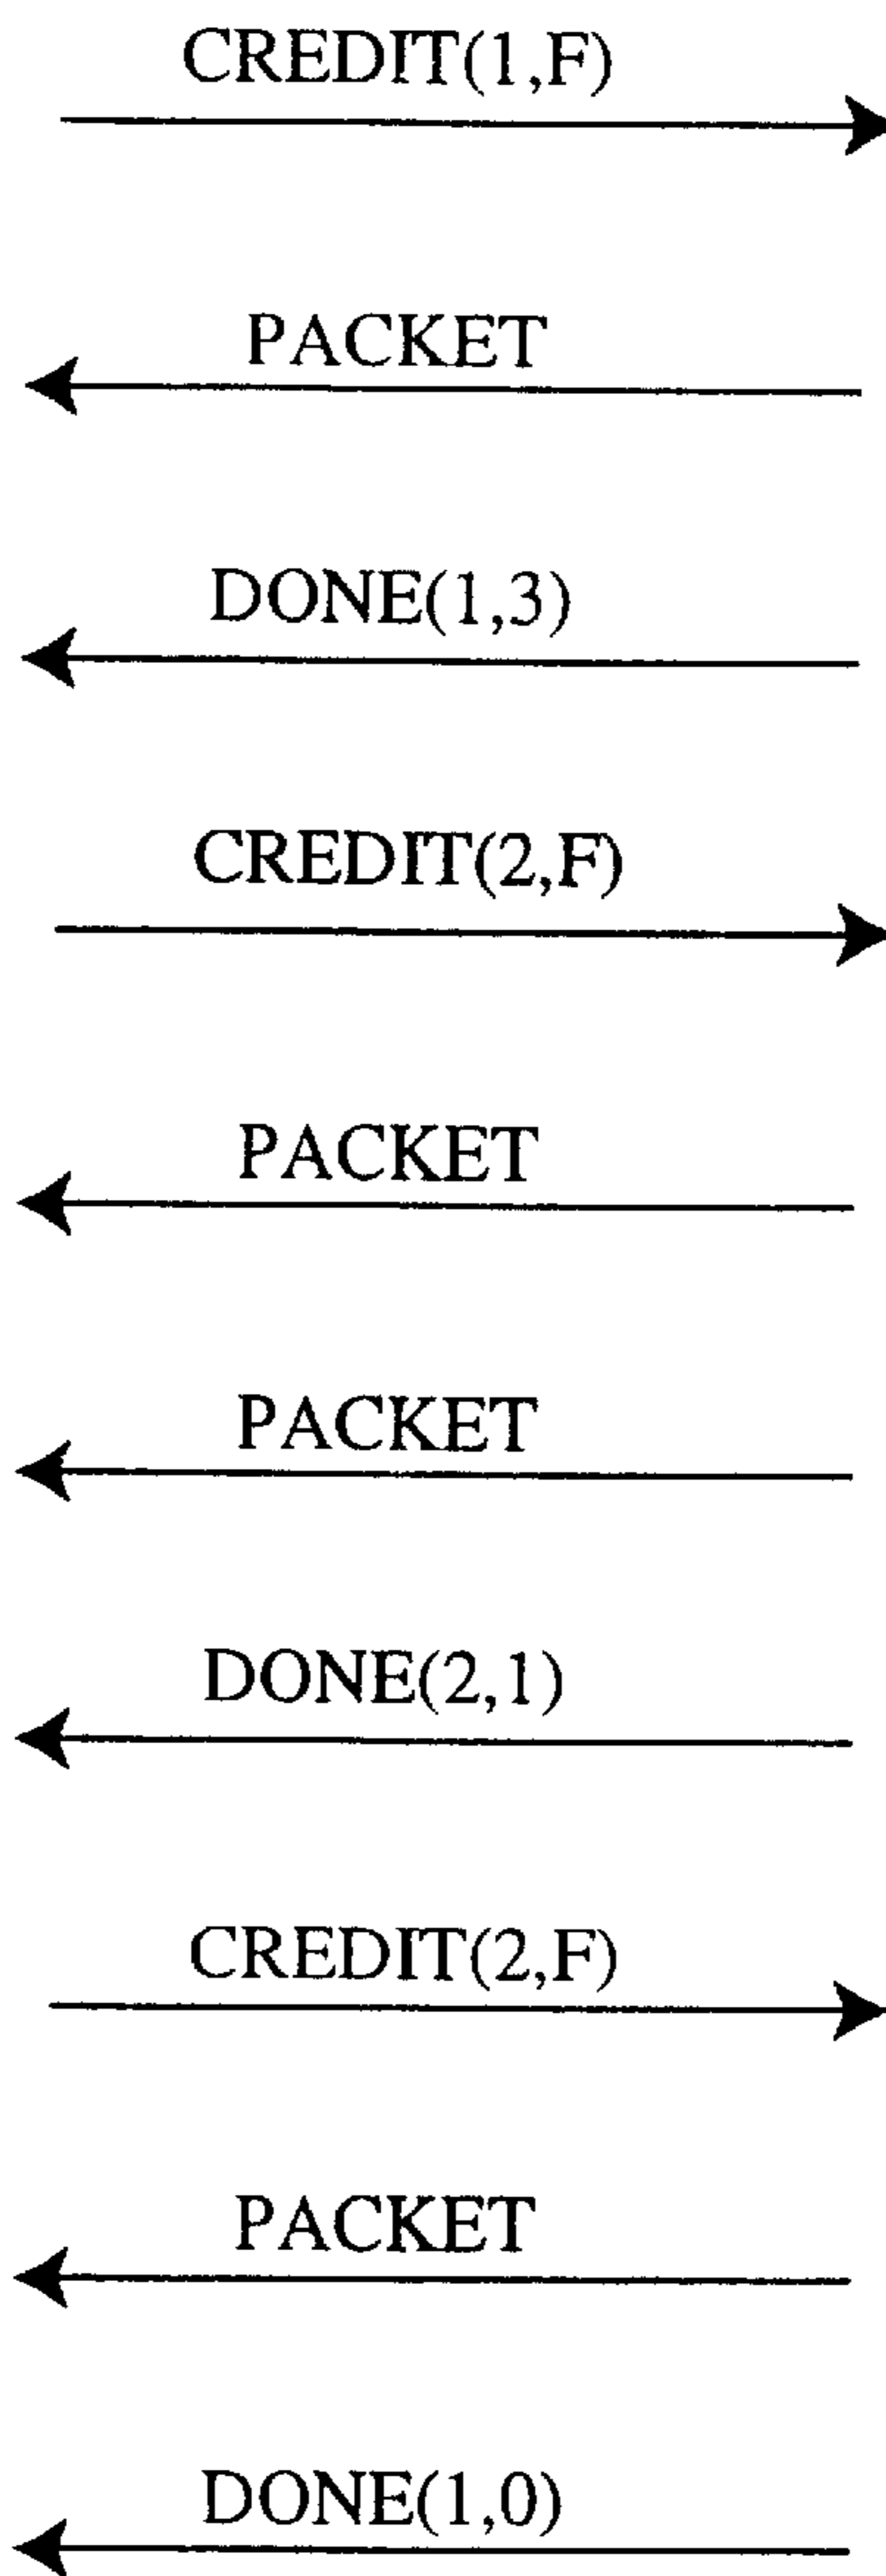 CREDIT(1,F)
PACKET
DONE(1,3)
CREDIT(2,F)
PACKET
PACKET
DONE(2,1)
CREDIT(2,F)
PACKET
DONE(1,0)